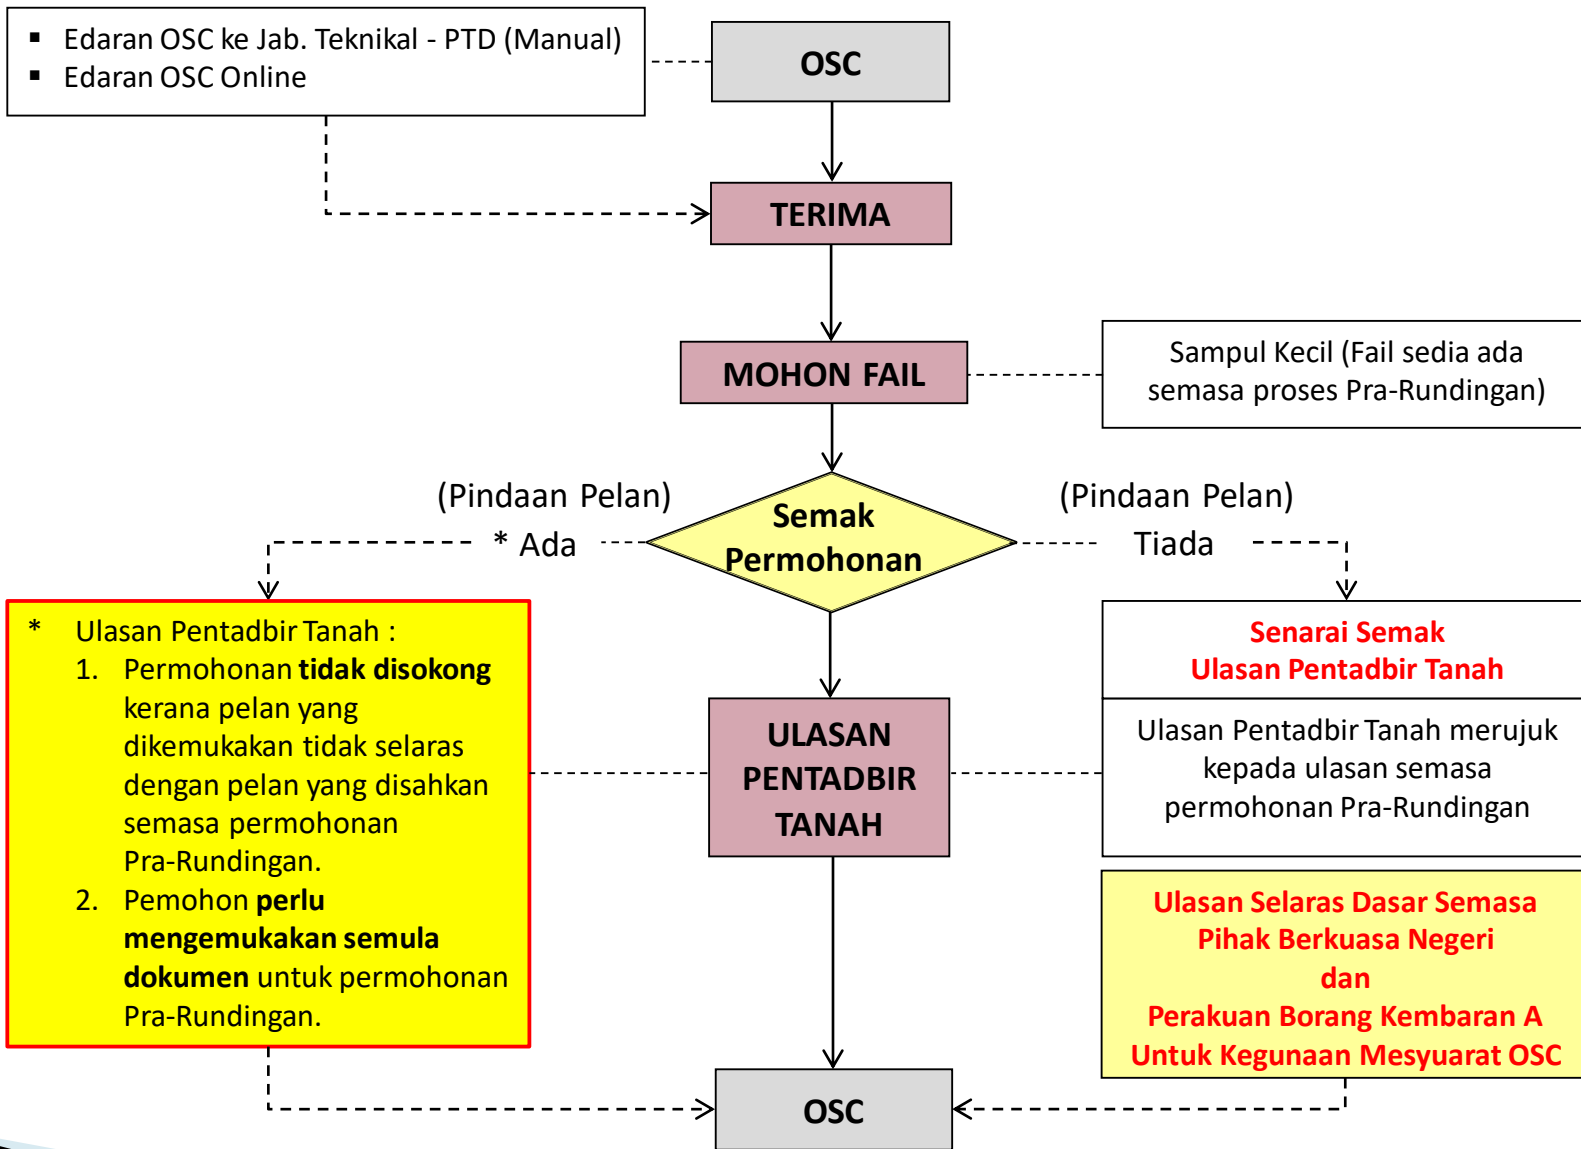 ▪ Edaran OSC ke Jab. Teknikal - PTD (Manual)
▪ Edaran OSC Online
OSC
TERIMA
MOHON FAIL
Sampul Kecil (Fail sedia ada
semasa proses Pra-Rundingan)
Semak
Permohonan
(Pindaan Pelan)
* Ada
(Pindaan Pelan)
Tiada
* Ulasan Pentadbir Tanah :
1. Permohonan tidak disokong
kerana pelan yang
dikemukakan tidak selaras
dengan pelan yang disahkan
semasa permohonan
Pra-Rundingan.
2. Pemohon perlu
mengemukakan semula
dokumen untuk permohonan
Pra-Rundingan.
ULASAN
PENTADBIR
TANAH
Senarai Semak
Ulasan Pentadbir Tanah
Ulasan Pentadbir Tanah merujuk
kepada ulasan semasa
permohonan Pra-Rundingan
Ulasan Selaras Dasar Semasa
Pihak Berkuasa Negeri
dan
Perakuan Borang Kembaran A
Untuk Kegunaan Mesyuarat OSC
OSC